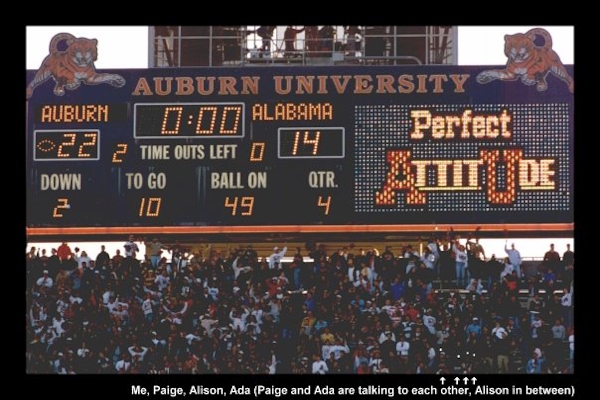 AUBURN UNIVERSITY
AUBURN 0:00 ALABAMA
22 2 TIME OUTS LEFT 0 14
DOWN TO GO BALL ON QTR.
2 10 49 4
Perfect
ATTITUDE
Me, Paige, Alison, Ada (Paige and Ada are talking to each other, Alison in between)